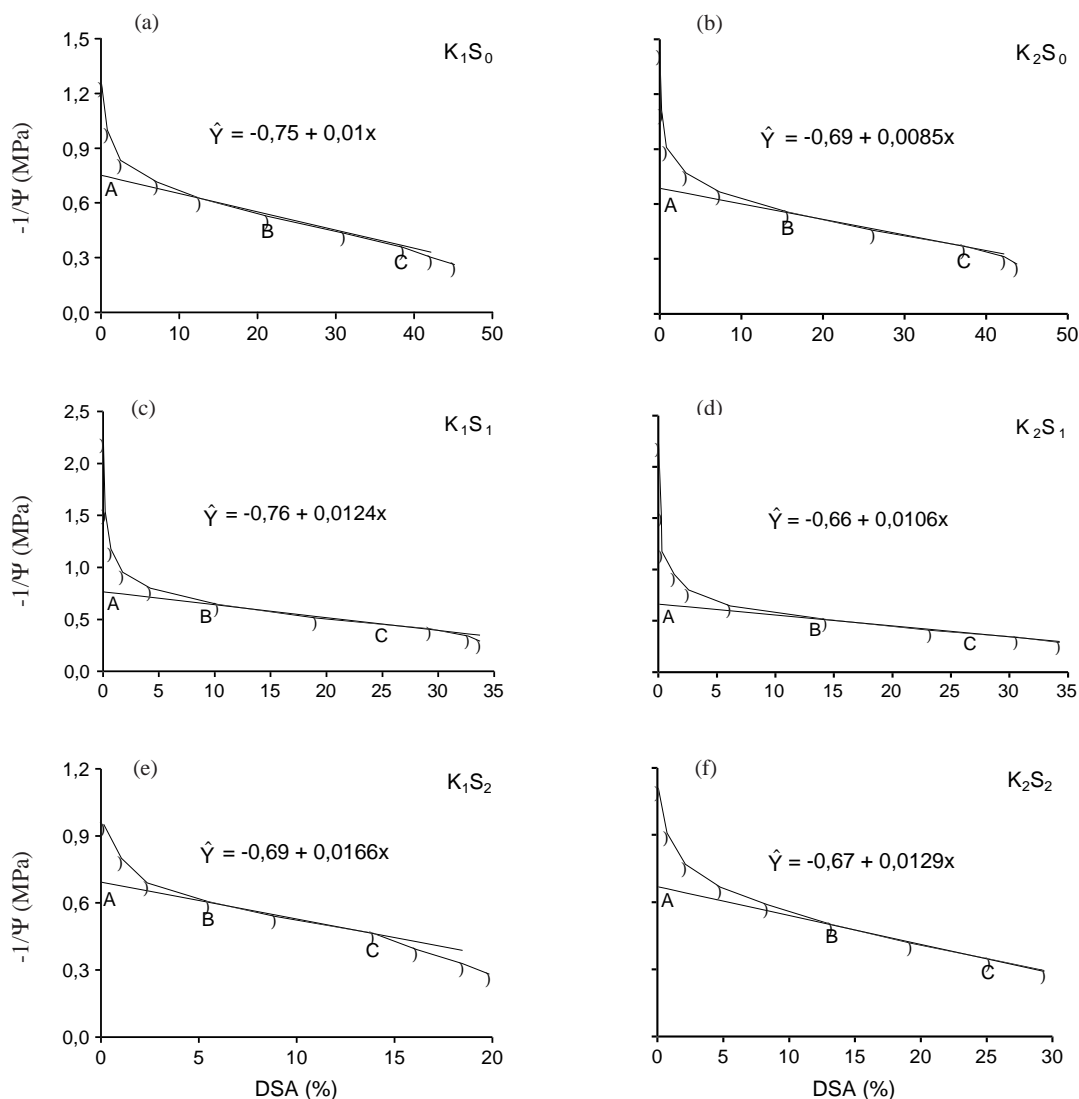 (a)
K₁S₀
-1/Ψ (MPa)
1,5
1,2
0,9
0,6
0,3
0,0
Ŷ = -0,75 + 0,01x
A
B
C
0 10 20 30 40 50
(b)
K₂S₀
Ŷ = -0,69 + 0,0085x
A
B
C
0 10 20 30 40 50
(c)
K₁S₁
-1/Ψ (MPa)
2,5
2,0
1,5
1,0
0,5
0,0
Ŷ = -0,76 + 0,0124x
A
B
C
0 5 10 15 20 25 30 35
(d)
K₂S₁
Ŷ = -0,66 + 0,0106x
A
B
C
0 5 10 15 20 25 30 35
(e)
K₁S₂
-1/Ψ (MPa)
1,2
0,9
0,6
0,3
0,0
Ŷ = -0,69 + 0,0166x
A
B
C
0 5 10 15 20
DSA (%)
(f)
K₂S₂
Ŷ = -0,67 + 0,0129x
A
B
C
0 5 10 15 20 25 30
DSA (%)